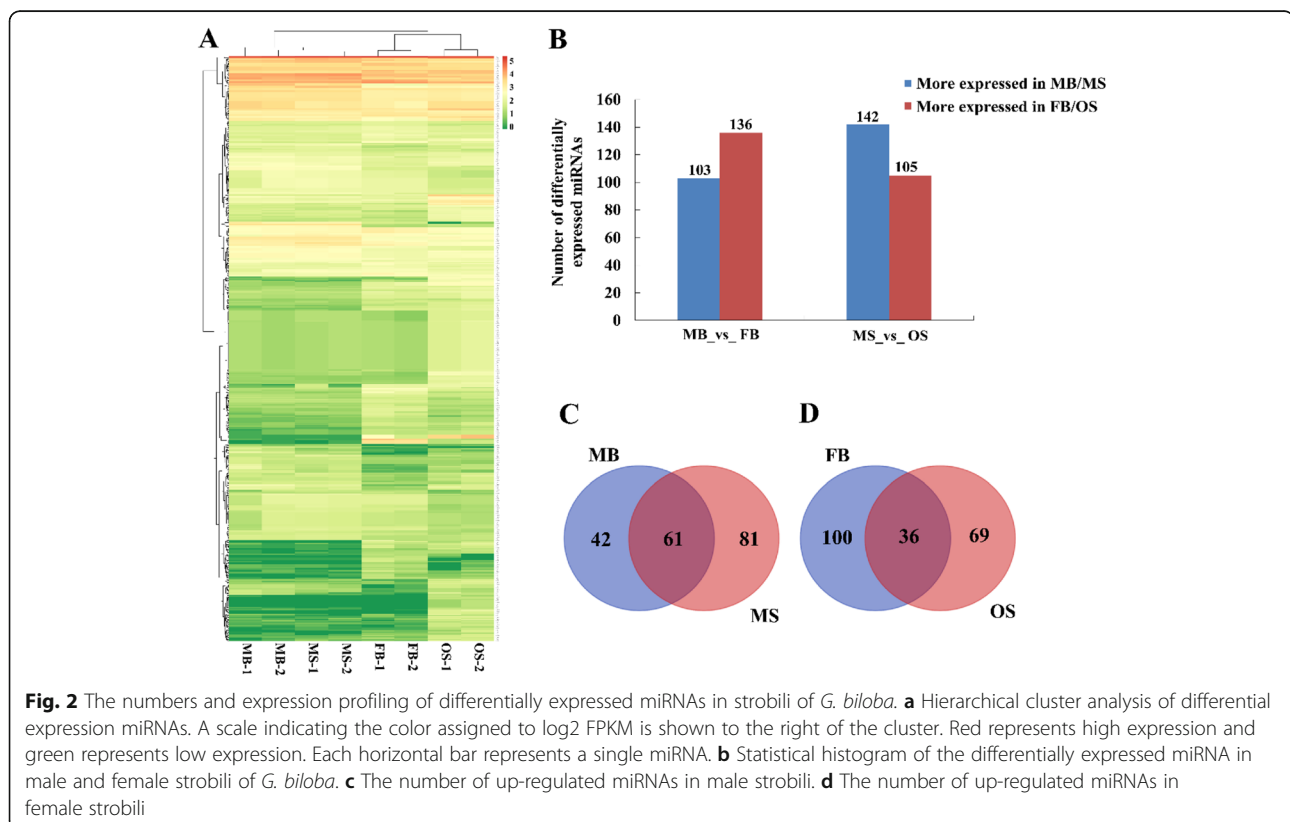 A
5
4
3
2
1
0
MB-1
MB-2
MS-1
MS-2
FB-1
FB-2
OS-1
OS-2
B
More expressed in MB/MS
More expressed in FB/OS
Number of differentially
expressed miRNAs
160
140
120
100
80
60
40
20
0
103
136
142
105
MB_vs_ FB
MS_vs_ OS
C
MB
42
61
81
MS
D
FB
100
36
69
OS
Fig. 2 The numbers and expression profiling of differentially expressed miRNAs in strobili of G. biloba. a Hierarchical cluster analysis of differential
expression miRNAs. A scale indicating the color assigned to log2 FPKM is shown to the right of the cluster. Red represents high expression and
green represents low expression. Each horizontal bar represents a single miRNA. b Statistical histogram of the differentially expressed miRNA in
male and female strobili of G. biloba. c The number of up-regulated miRNAs in male strobili. d The number of up-regulated miRNAs in
female strobili